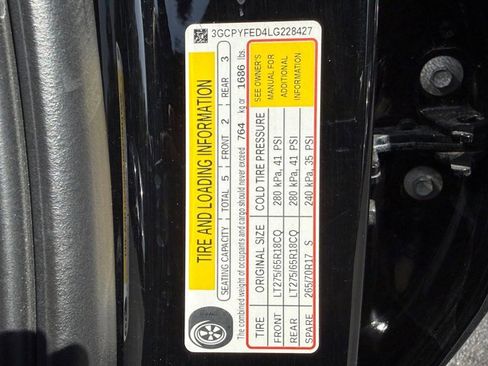 3GCPYFED4LG228427
TIRE AND LOADING INFORMATION
SEATING CAPACITY TOTAL 5 FRONT 2 REAR 3
The combined weight of occupants and cargo should never exceed 764 kg or 1686 lbs.
TIRE ORIGINAL SIZE COLD TIRE PRESSURE
FRONT LT275/65R18CQ 280 kPa, 41 PSI
REAR LT275/65R18CQ 280 kPa, 41 PSI
SPARE 265/70R17 S 240 kPa, 35 PSI
SEE OWNER'S
MANUAL FOR
ADDITIONAL
INFORMATION